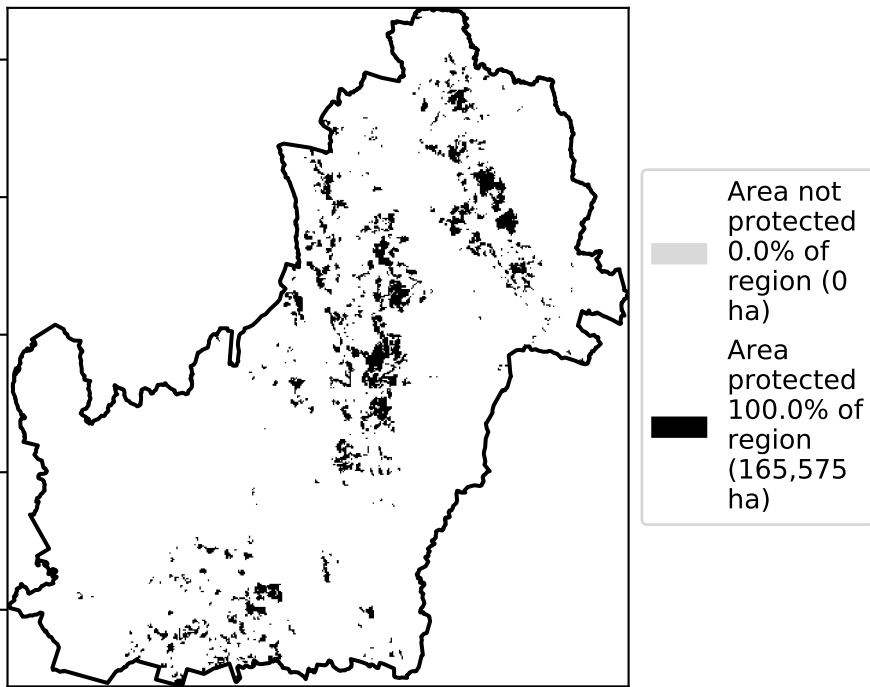 Area not
protected
0.0% of
region (0
ha)
Area
protected
100.0% of
region
(165,575
ha)